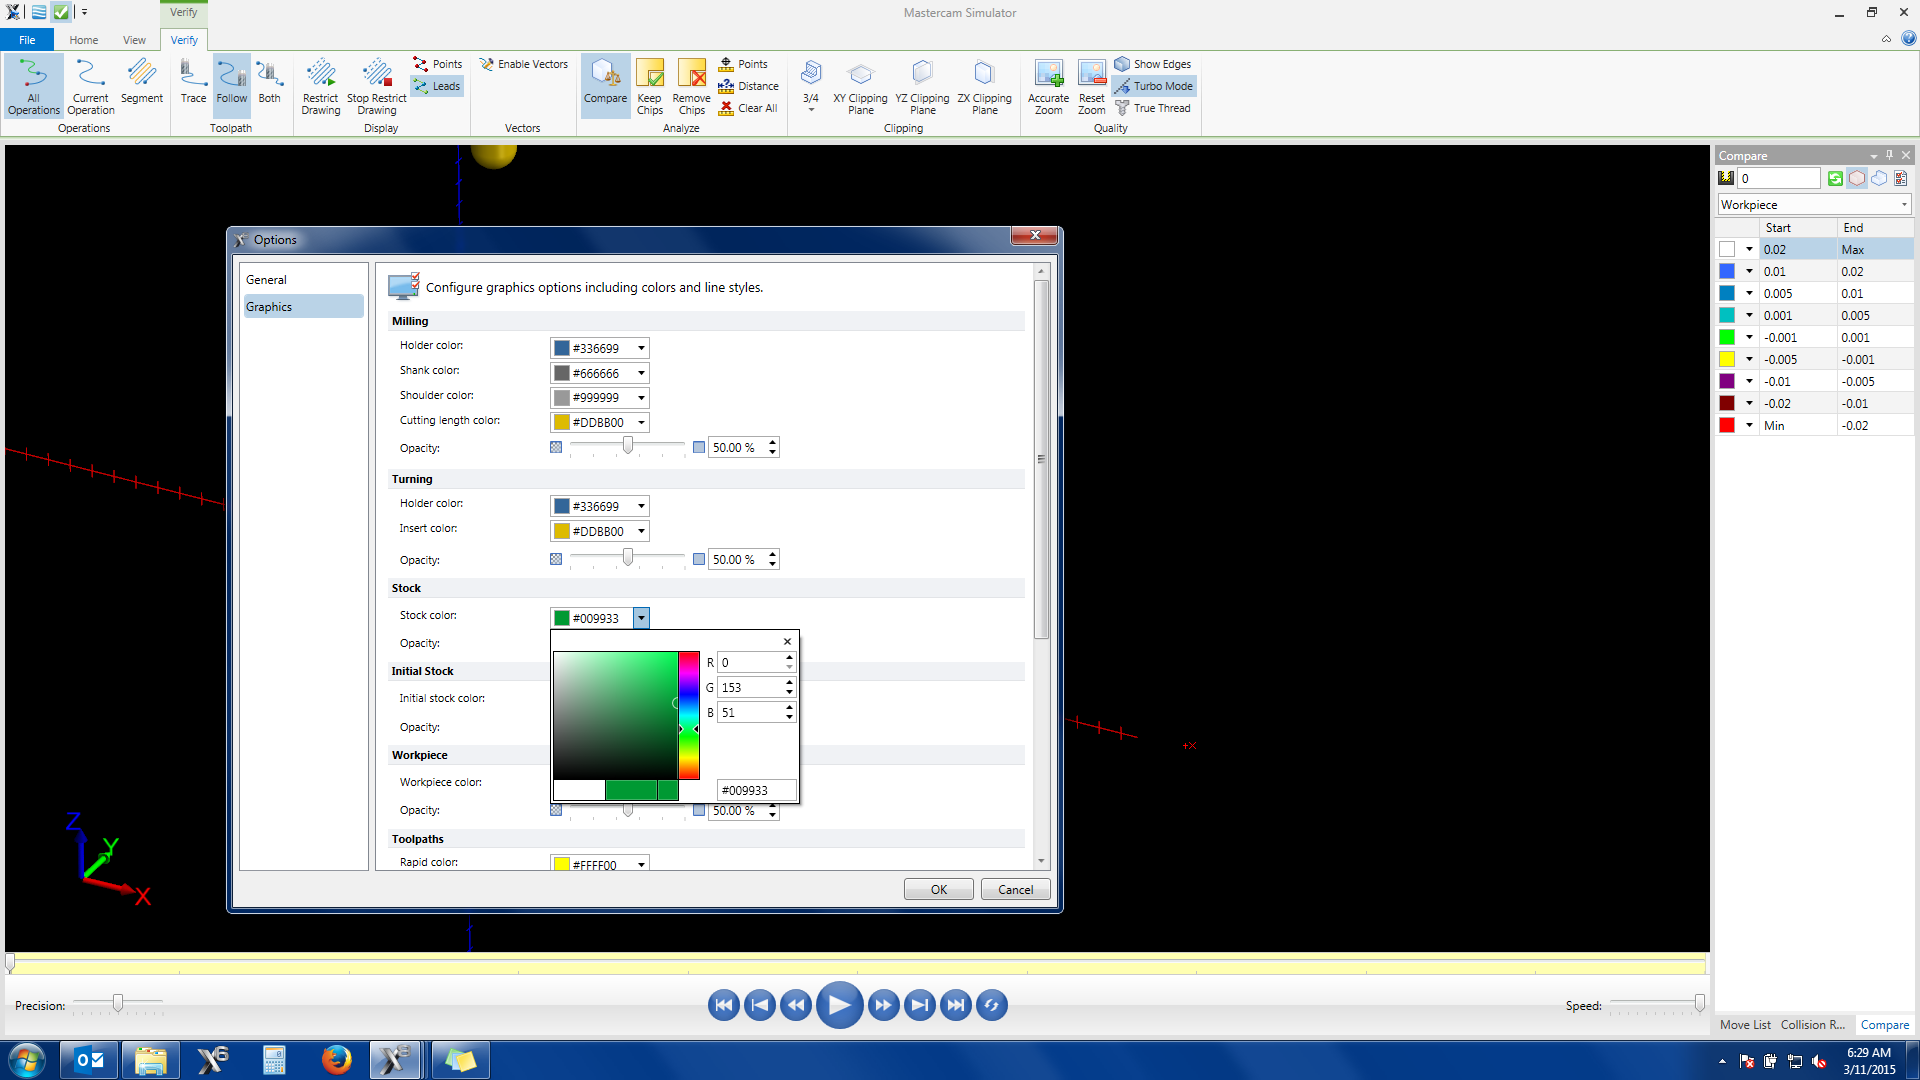 Verify
Mastercam Simulator
File
Home
View
Verify
All Operations
Current Operation
Segment
Operations
Trace
Follow
Both
Toolpath
Restrict Drawing
Stop Restrict Drawing
Points
Leads
Display
Enable Vectors
Vectors
Compare
Keep Chips
Remove Chips
Points
Distance
Clear All
Analyze
3/4
XY Clipping Plane
YZ Clipping Plane
ZX Clipping Plane
Clipping
Accurate Zoom
Reset Zoom
Show Edges
Turbo Mode
True Thread
Quality
Options
General
Graphics
Configure graphics options including colors and line styles.
Milling
Holder color: #336699
Shank color: #666666
Shoulder color: #999999
Cutting length color: #DDBB00
Opacity: 50.00 %
Turning
Holder color: #336699
Insert color: #DDBB00
Opacity: 50.00 %
Stock
Stock color: #009933
Opacity:
R 0
G 153
B 51
#009933
Initial Stock
Initial stock color:
Opacity:
Workpiece
Workpiece color:
Opacity: 50.00 %
Toolpaths
Rapid color: #FFFF00
OK Cancel
Z
Y
X
+X
Compare
0
Workpiece
Start End
0.02 Max
0.01 0.02
0.005 0.01
0.001 0.005
-0.001 0.001
-0.005 -0.001
-0.01 -0.005
-0.02 -0.01
Min -0.02
Precision:
Speed:
Move List Collision R... Compare
6:29 AM
3/11/2015